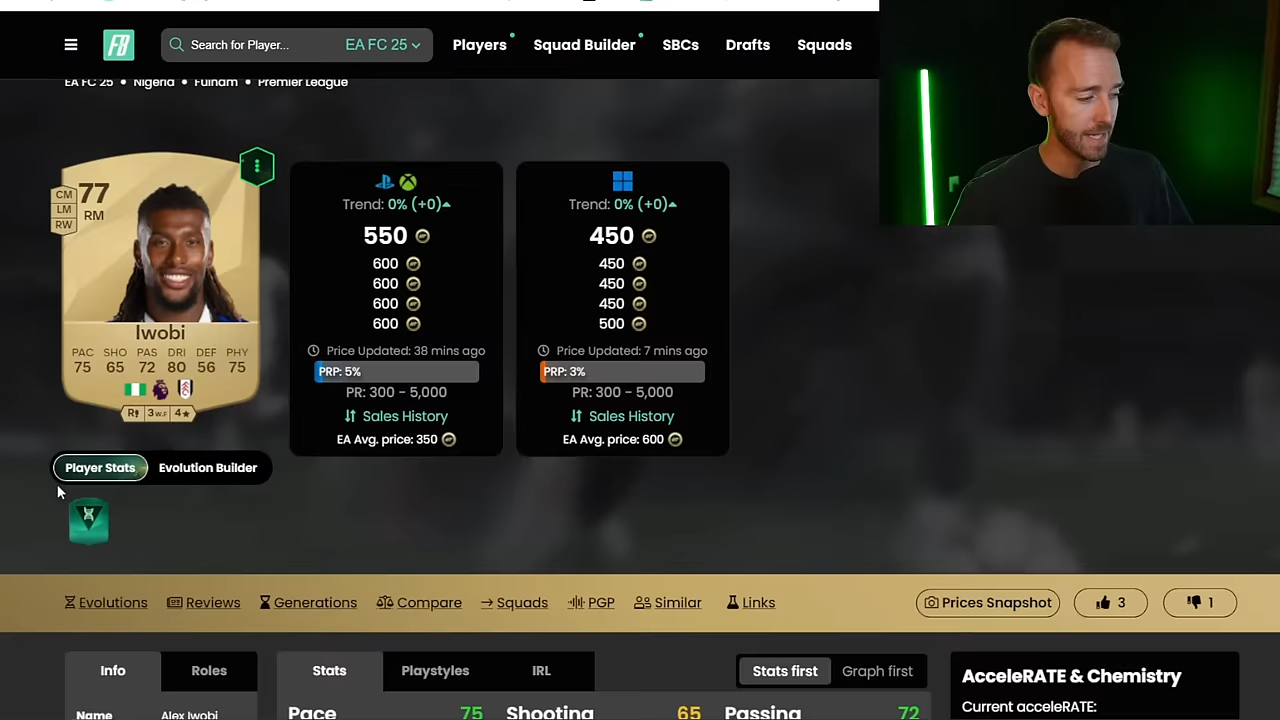 F8
Search for Player...
EA FC 25
Players
Squad Builder
SBCs
Drafts
Squads
EA FC 25 • Nigeria • Fulham • Premier League
77
RM
CM
LM
RW
Iwobi
PAC SHO PAS DRI DEF PHY
75 65 72 80 56 75
R 3 W.F 4★
Trend: 0% (+0)
550
600
600
600
600
Price Updated: 38 mins ago
PRP: 5%
PR: 300 - 5,000
Sales History
EA Avg. price: 350
Trend: 0% (+0)
450
450
450
450
500
Price Updated: 7 mins ago
PRP: 3%
PR: 300 - 5,000
Sales History
EA Avg. price: 600
Player Stats
Evolution Builder
Evolutions
Reviews
Generations
Compare
Squads
PGP
Similar
Links
Prices Snapshot
3
1
Info
Roles
Name Alex Iwobi
Stats
Playstyles
IRL
Stats first
Graph first
Pace 75
Shooting 65
Passing 72
AcceleRATE & Chemistry
Current acceleRATE: